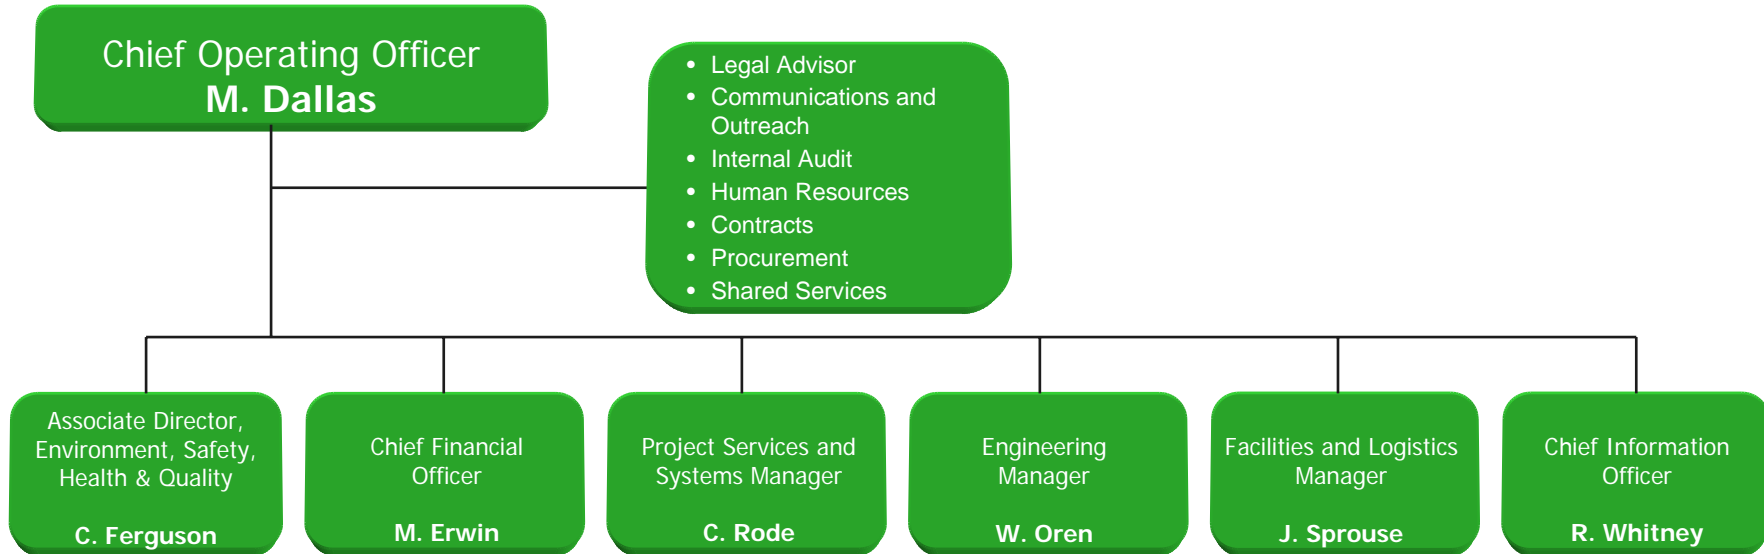 Chief Operating Officer
M. Dallas
• Legal Advisor
• Communications and
Outreach
• Internal Audit
• Human Resources
• Contracts
• Procurement
• Shared Services
Associate Director,
Environment, Safety,
Health & Quality
C. Ferguson
Chief Financial
Officer
M. Erwin
Project Services and
Systems Manager
C. Rode
Engineering
Manager
W. Oren
Facilities and Logistics
Manager
J. Sprouse
Chief Information
Officer
R. Whitney